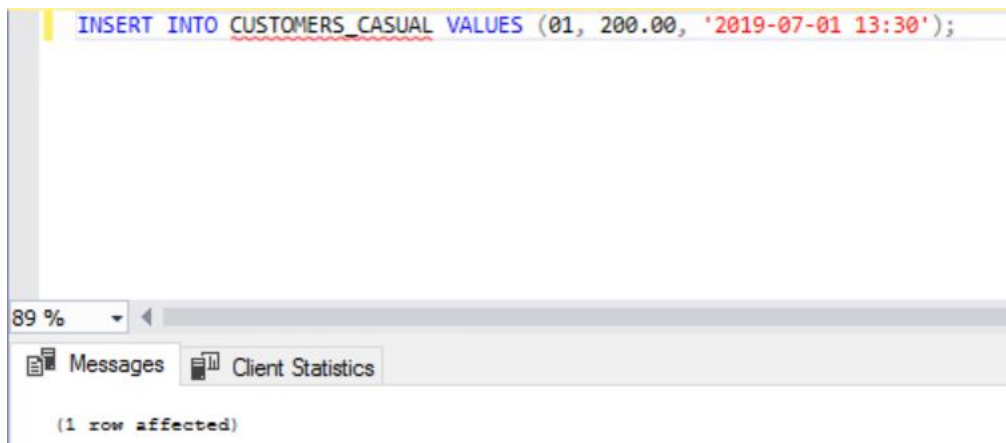 INSERT INTO CUSTOMERS_CASUAL VALUES (01, 200.00, '2019-07-01 13:30');
89 %
Messages Client Statistics
(1 row affected)